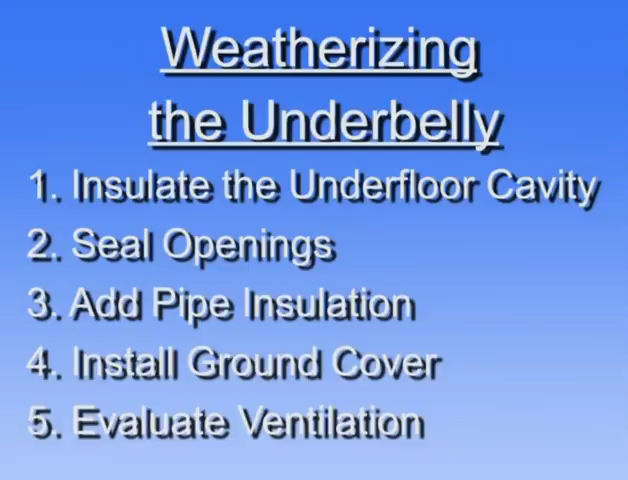 Weatherizing
the Underbelly
1. Insulate the Underfloor Cavity
2. Seal Openings
3. Add Pipe Insulation
4. Install Ground Cover
5. Evaluate Ventilation